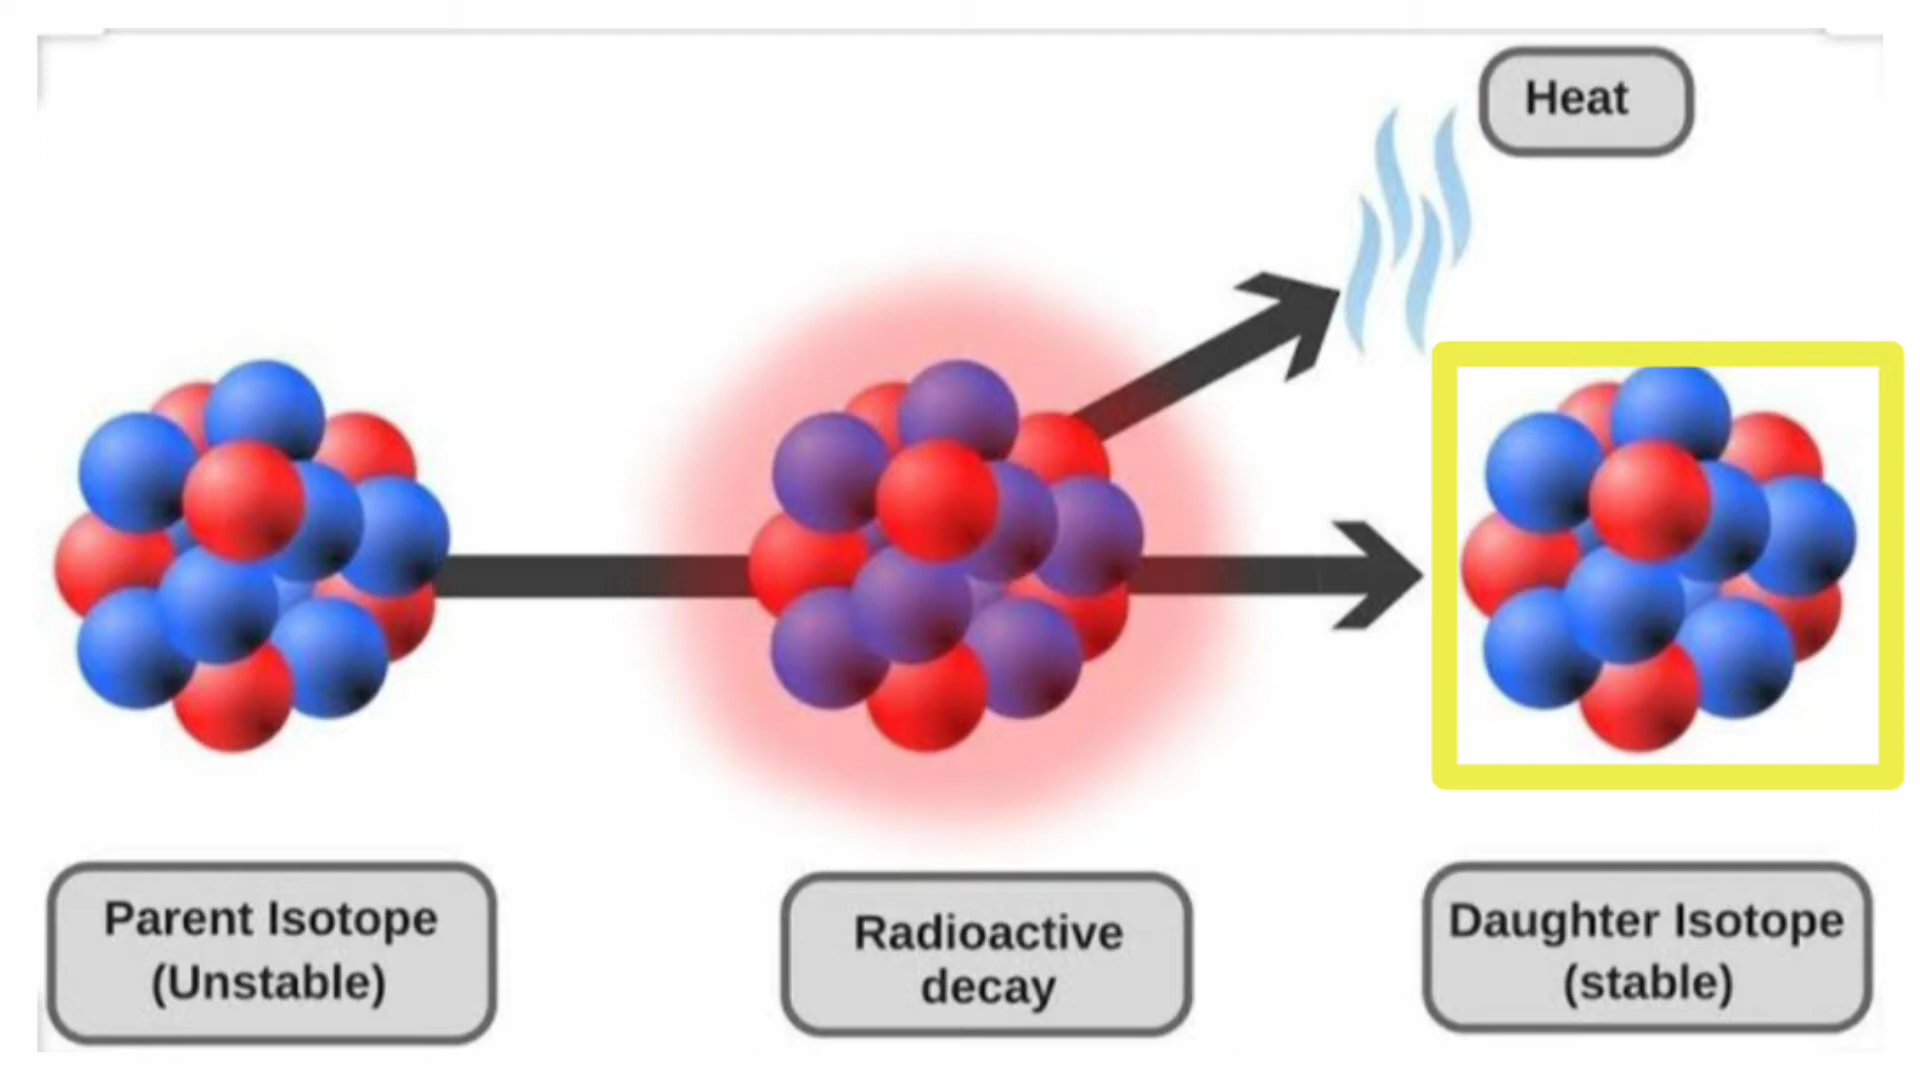 Heat
Parent Isotope
(Unstable)
Radioactive
decay
Daughter Isotope
(stable)